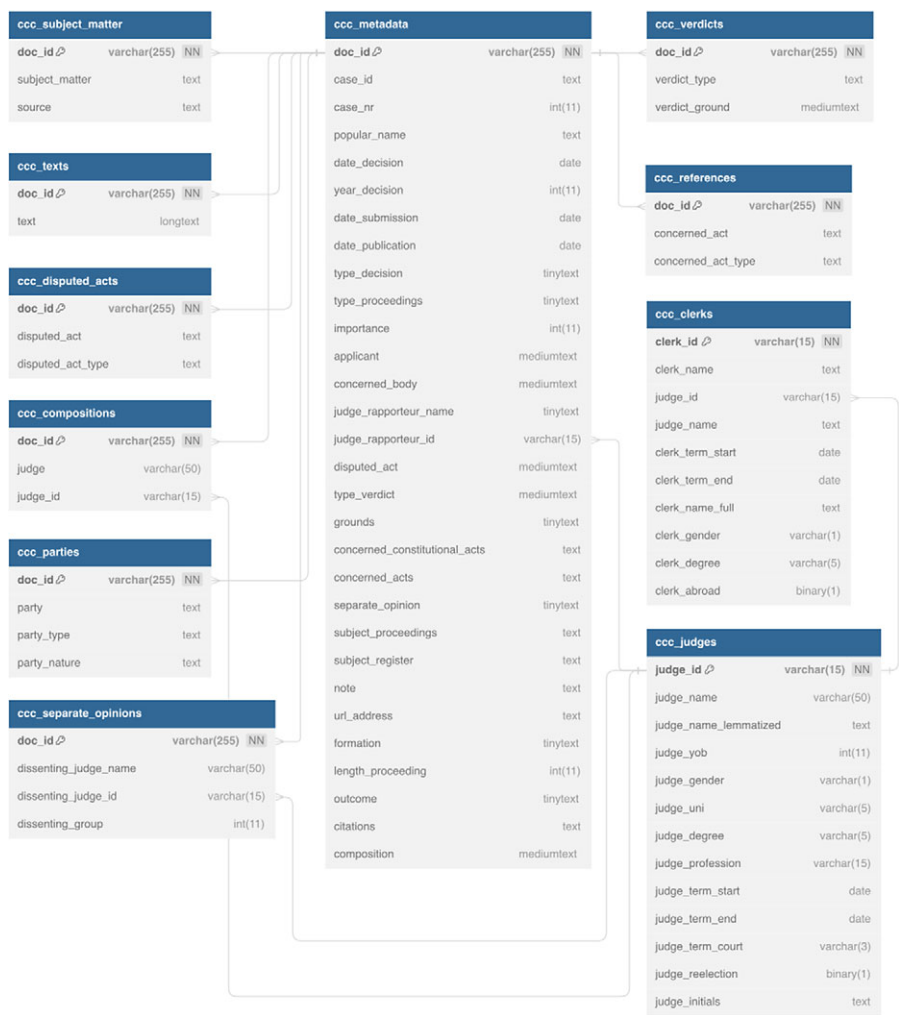 ccc_subject_matter
doc_id varchar(255) NN
subject_matter text
source text
ccc_texts
doc_id varchar(255) NN
text longtext
ccc_disputed_acts
doc_id varchar(255) NN
disputed_act text
disputed_act_type text
ccc_compositions
doc_id varchar(255) NN
judge varchar(50)
judge_id varchar(15)
ccc_parties
doc_id varchar(255) NN
party text
party_type text
party_nature text
ccc_separate_opinions
doc_id varchar(255) NN
dissenting_judge_name varchar(50)
dissenting_judge_id varchar(15)
dissenting_group int(11)
ccc_metadata
doc_id varchar(255) NN
case_id text
case_nr int(11)
popular_name text
date_decision date
year_decision int(11)
date_submission date
date_publication date
type_decision tinytext
type_proceedings tinytext
importance int(11)
applicant mediumtext
concerned_body mediumtext
judge_rapporteur_name tinytext
judge_rapporteur_id varchar(15)
disputed_act mediumtext
type_verdict mediumtext
grounds tinytext
concerned_constitutional_acts text
concerned_acts text
separate_opinion tinytext
subject_proceedings text
subject_register text
note text
url_address text
formation tinytext
length_proceeding int(11)
outcome tinytext
citations text
composition mediumtext
ccc_verdicts
doc_id varchar(255) NN
verdict_type text
verdict_ground mediumtext
ccc_references
doc_id varchar(255) NN
concerned_act text
concerned_act_type text
ccc_clerks
clerk_id varchar(15) NN
clerk_name text
judge_id varchar(15)
judge_name text
clerk_term_start date
clerk_term_end date
clerk_name_full text
clerk_gender varchar(1)
clerk_degree varchar(5)
clerk_abroad binary(1)
ccc_judges
judge_id varchar(15) NN
judge_name varchar(50)
judge_name_lemmatized text
judge_yob int(11)
judge_gender varchar(1)
judge_uni varchar(5)
judge_degree varchar(5)
judge_profession varchar(15)
judge_term_start date
judge_term_end date
judge_term_court varchar(3)
judge_reelection binary(1)
judge_initials text